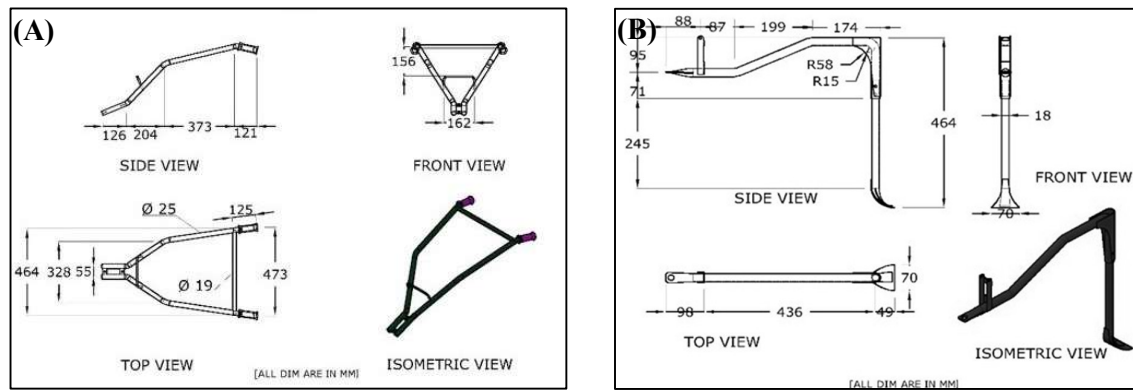 (A)
156
126 204 373 121
162
SIDE VIEW
FRONT VIEW
125
Ø 25
464 328 55
Ø 19
473
TOP VIEW
ISOMETRIC VIEW
[ALL DIM ARE IN MM]
(B)
88 87 199 174
95
R58
R15
71
18
464
245
SIDE VIEW
FRONT VIEW
70
70
98 436 49
TOP VIEW
ISOMETRIC VIEW
[ALL DIM ARE IN MM]